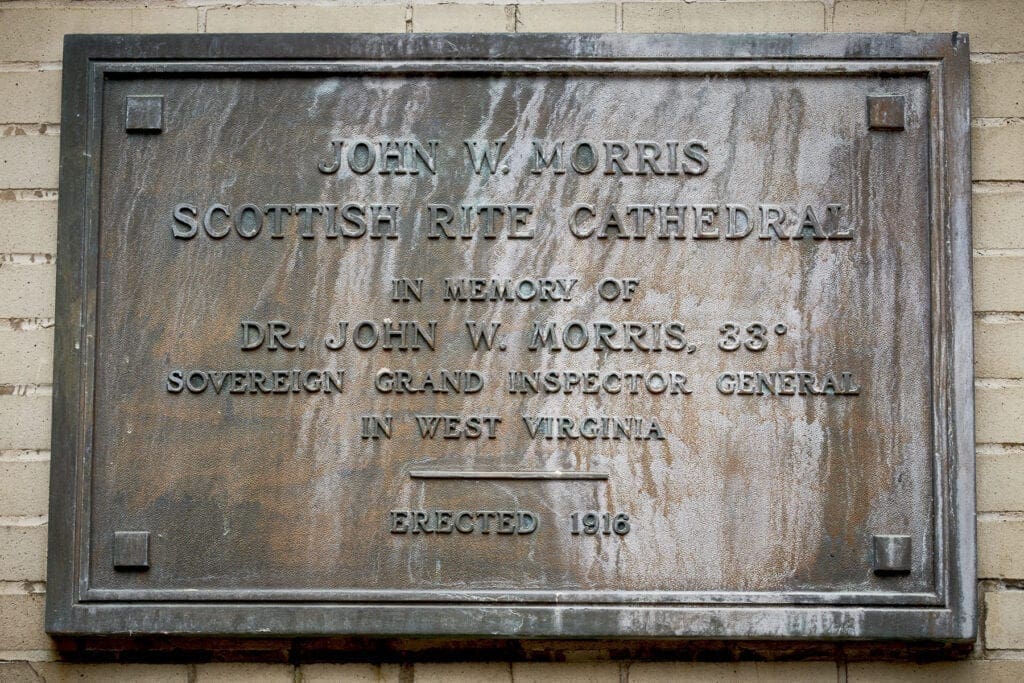 JOHN W. MORRIS
SCOTTISH RITE CATHEDRAL
IN MEMORY OF
DR. JOHN W. MORRIS, 33°
SOVEREIGN GRAND INSPECTOR GENERAL
IN WEST VIRGINIA
ERECTED 1916